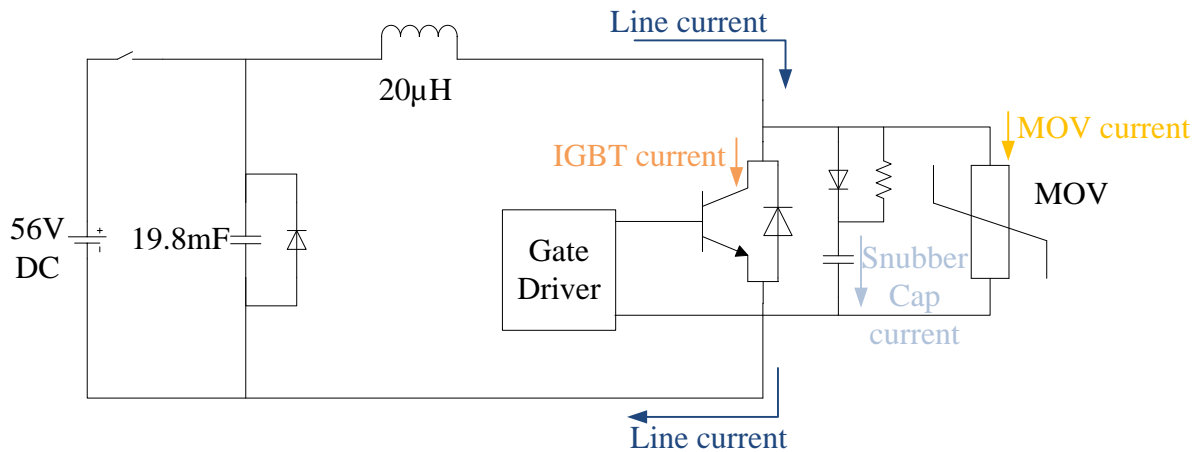 Line current
20µH
MOV current
IGBT current
MOV
56V
DC
+
-
19.8mF
Gate
Driver
Snubber
Cap
current
Line current